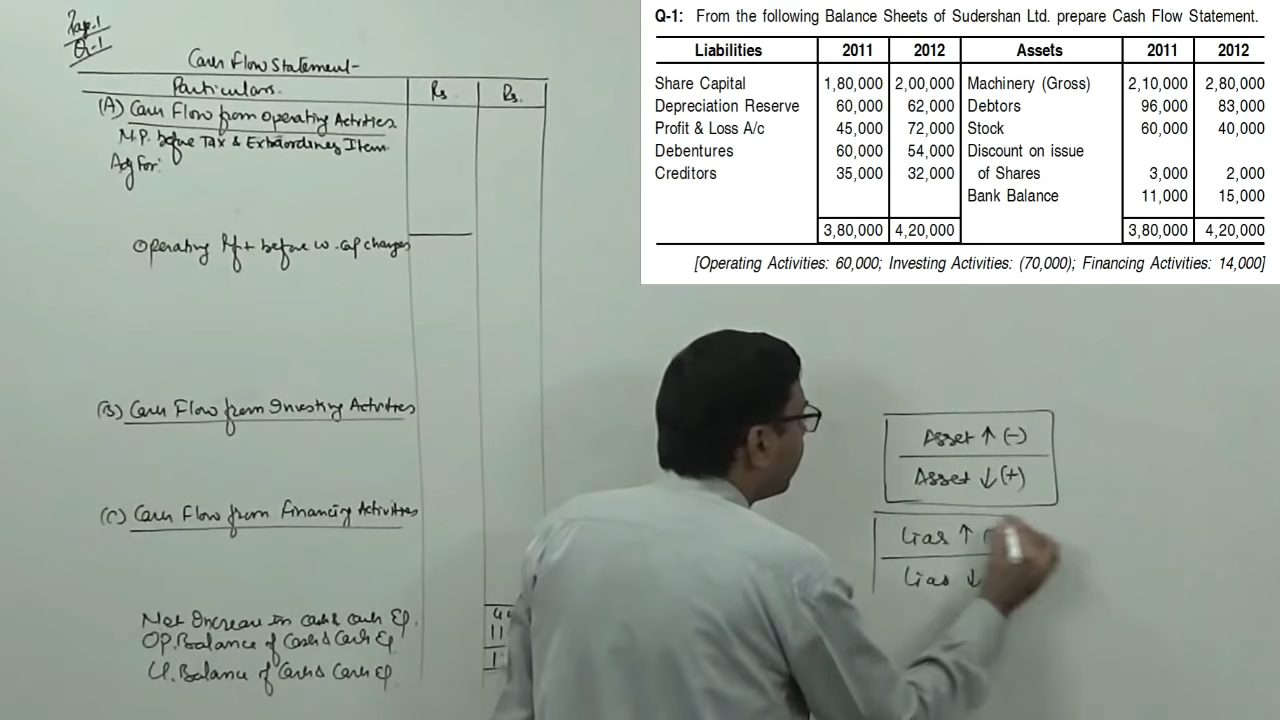 Q-1
Cash Flow Statement-
Particulars. Rs. Rs.
(A) Cash Flow from Operating Activities
N.P. before Tax & Extraordinary Item
Adj For:
Operating Pft before w. cap changes
(B) Cash Flow from Investing Activities
(C) Cash Flow from Financing Activities
Net Increase in cash & cash Eq.
Op. Balance of Cash & Cash Eq
Cl. Balance of Cash & Cash Eq
Q-1: From the following Balance Sheets of Sudershan Ltd. prepare Cash Flow Statement.
Liabilities 2011 2012 Assets 2011 2012
Share Capital 1,80,000 2,00,000 Machinery (Gross) 2,10,000 2,80,000
Depreciation Reserve 60,000 62,000 Debtors 96,000 83,000
Profit & Loss A/c 45,000 72,000 Stock 60,000 40,000
Debentures 60,000 54,000 Discount on issue
Creditors 35,000 32,000 of Shares 3,000 2,000
Bank Balance 11,000 15,000
3,80,000 4,20,000 3,80,000 4,20,000
[Operating Activities: 60,000; Investing Activities: (70,000); Financing Activities: 14,000]
Asset ↑ (-)
Asset ↓ (+)
Liab ↑
Liab ↓